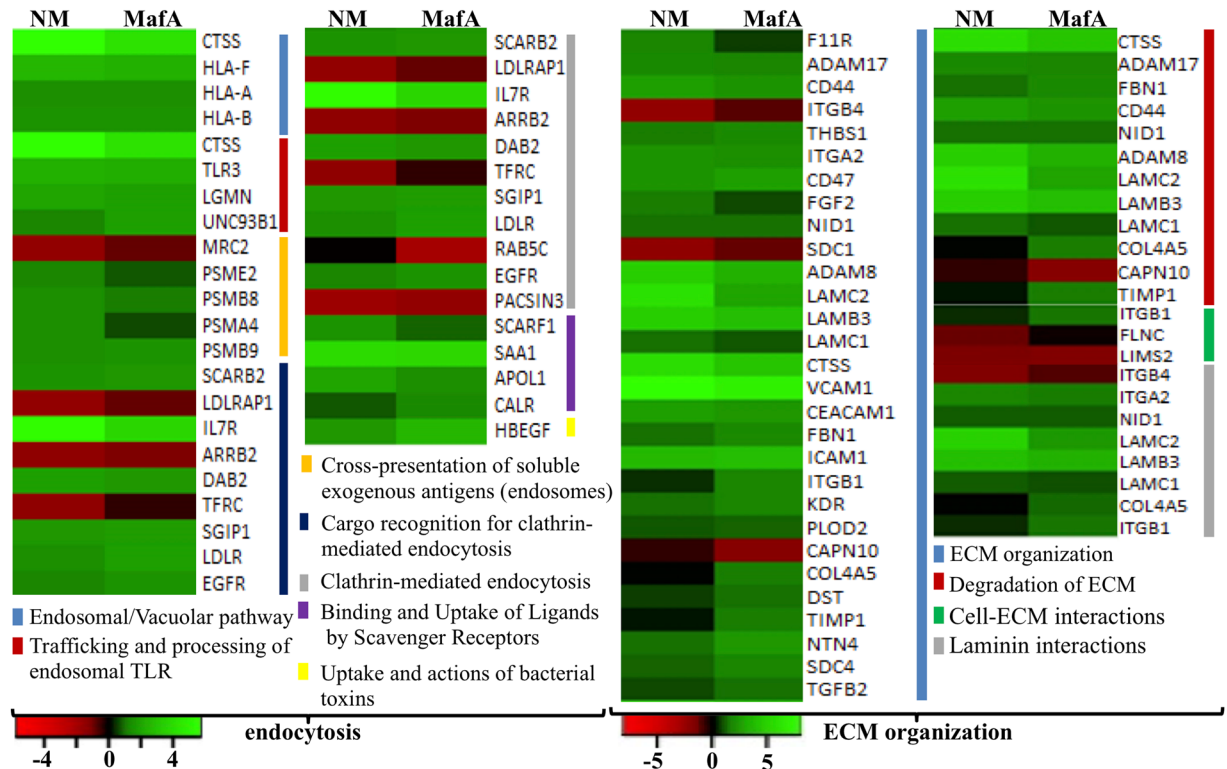 NM MafA
CTSS
HLA-F
HLA-A
HLA-B
CTSS
TLR3
LGMN
UNC93B1
MRC2
PSME2
PSMB8
PSMA4
PSMB9
SCARB2
LDLRAP1
IL7R
ARRB2
DAB2
TFRC
SGIP1
LDLR
EGFR
Endosomal/Vacuolar pathway
Trafficking and processing of
endosomal TLR
NM MafA
SCARB2
LDLRAP1
IL7R
ARRB2
DAB2
TFRC
SGIP1
LDLR
RAB5C
EGFR
PACSIN3
SCARF1
SAA1
APOL1
CALR
HBEGF
Cross-presentation of soluble
exogenous antigens (endosomes)
Cargo recognition for clathrin-
mediated endocytosis
Clathrin-mediated endocytosis
Binding and Uptake of Ligands
by Scavenger Receptors
Uptake and actions of bacterial
toxins
endocytosis
-4 0 4
NM MafA
F11R
ADAM17
CD44
ITGB4
THBS1
ITGA2
CD47
FGF2
NID1
SDC1
ADAM8
LAMC2
LAMB3
LAMC1
CTSS
VCAM1
CEACAM1
FBN1
ICAM1
ITGB1
KDR
PLOD2
CAPN10
COL4A5
DST
TIMP1
NTN4
SDC4
TGFB2
NM MafA
CTSS
ADAM17
FBN1
CD44
NID1
ADAM8
LAMC2
LAMB3
LAMC1
COL4A5
CAPN10
TIMP1
ITGB1
FLNC
LIMS2
ITGB4
ITGA2
NID1
LAMC2
LAMB3
LAMC1
COL4A5
ITGB1
ECM organization
Degradation of ECM
Cell-ECM interactions
Laminin interactions
ECM organization
-5 0 5